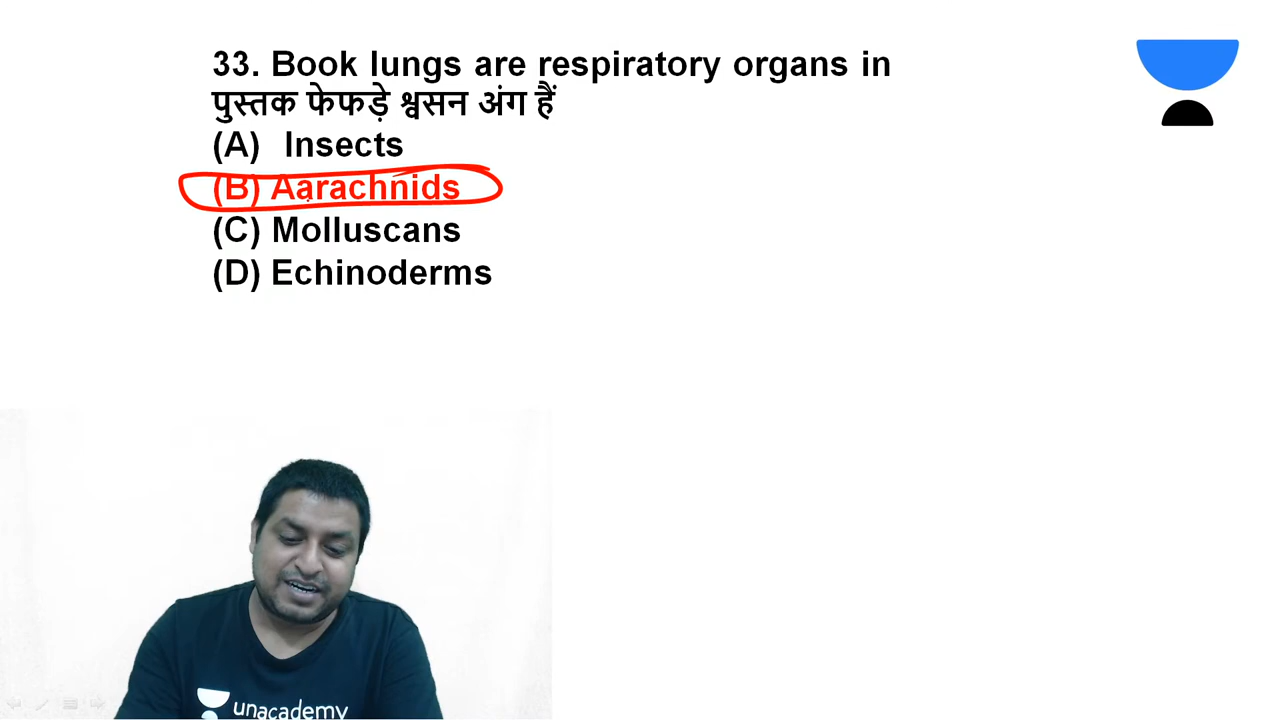 33. Book lungs are respiratory organs in
पुस्तक फेफड़े श्वसन अंग हैं
(A) Insects
(B) Aarachnids
(C) Molluscans
(D) Echinoderms
unacademy